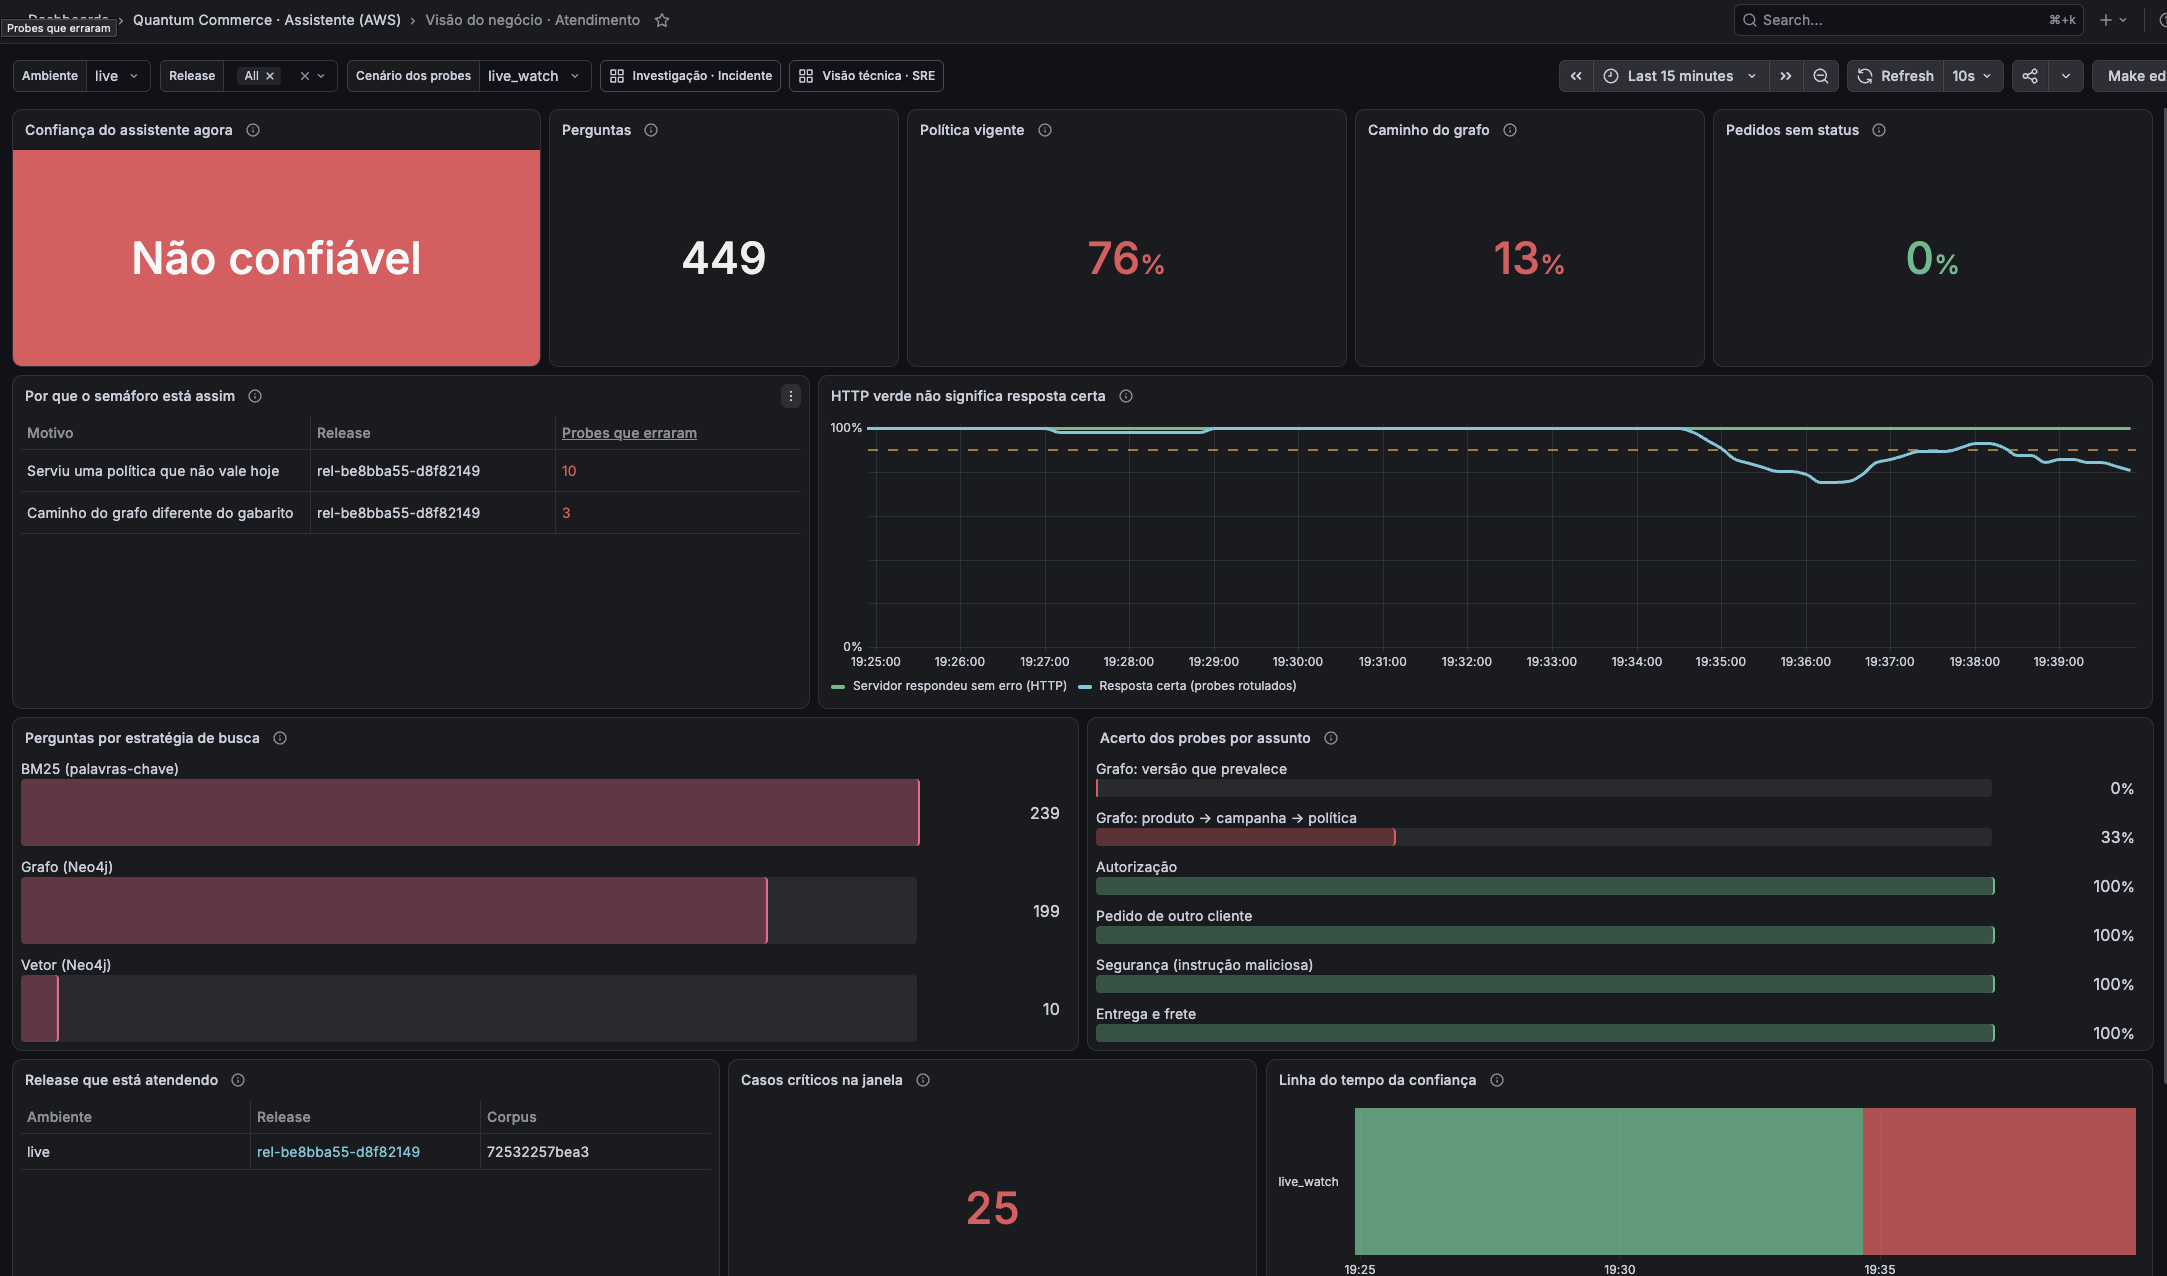 Quantum Commerce · Assistente (AWS) › Visão do negócio · Atendimento
Search...
⌘+k
Probes que erraram
Ambiente
live
Release
All
Cenário dos probes
live_watch
Investigação · Incidente
Visão técnica · SRE
Last 15 minutes
Refresh
10s
Make ed
Confiança do assistente agora
Não confiável
Perguntas
449
Política vigente
76%
Caminho do grafo
13%
Pedidos sem status
0%
Por que o semáforo está assim
Motivo Release Probes que erraram
Serviu uma política que não vale hoje rel-be8bba55-d8f82149 10
Caminho do grafo diferente do gabarito rel-be8bba55-d8f82149 3
HTTP verde não significa resposta certa
100%
0%
19:25:00 19:26:00 19:27:00 19:28:00 19:29:00 19:30:00 19:31:00 19:32:00 19:33:00 19:34:00 19:35:00 19:36:00 19:37:00 19:38:00 19:39:00
Servidor respondeu sem erro (HTTP) Resposta certa (probes rotulados)
Perguntas por estratégia de busca
BM25 (palavras-chave)
239
Grafo (Neo4j)
199
Vetor (Neo4j)
10
Acerto dos probes por assunto
Grafo: versão que prevalece
0%
Grafo: produto → campanha → política
33%
Autorização
100%
Pedido de outro cliente
100%
Segurança (instrução maliciosa)
100%
Entrega e frete
100%
Release que está atendendo
Ambiente Release Corpus
live rel-be8bba55-d8f82149 72532257bea3
Casos críticos na janela
25
Linha do tempo da confiança
live_watch
19:25 19:30 19:35